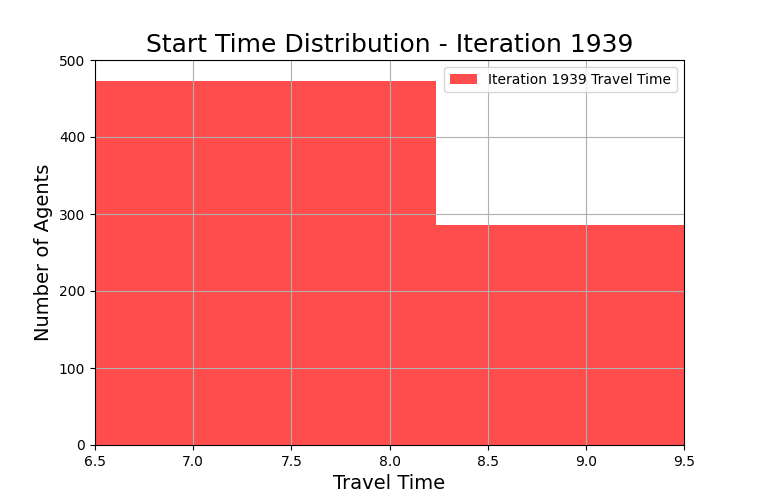 Start Time Distribution - Iteration 1939
500
Iteration 1939 Travel Time
400
300
200
100
0
Number of Agents
6.5 7.0 7.5 8.0 8.5 9.0 9.5
Travel Time